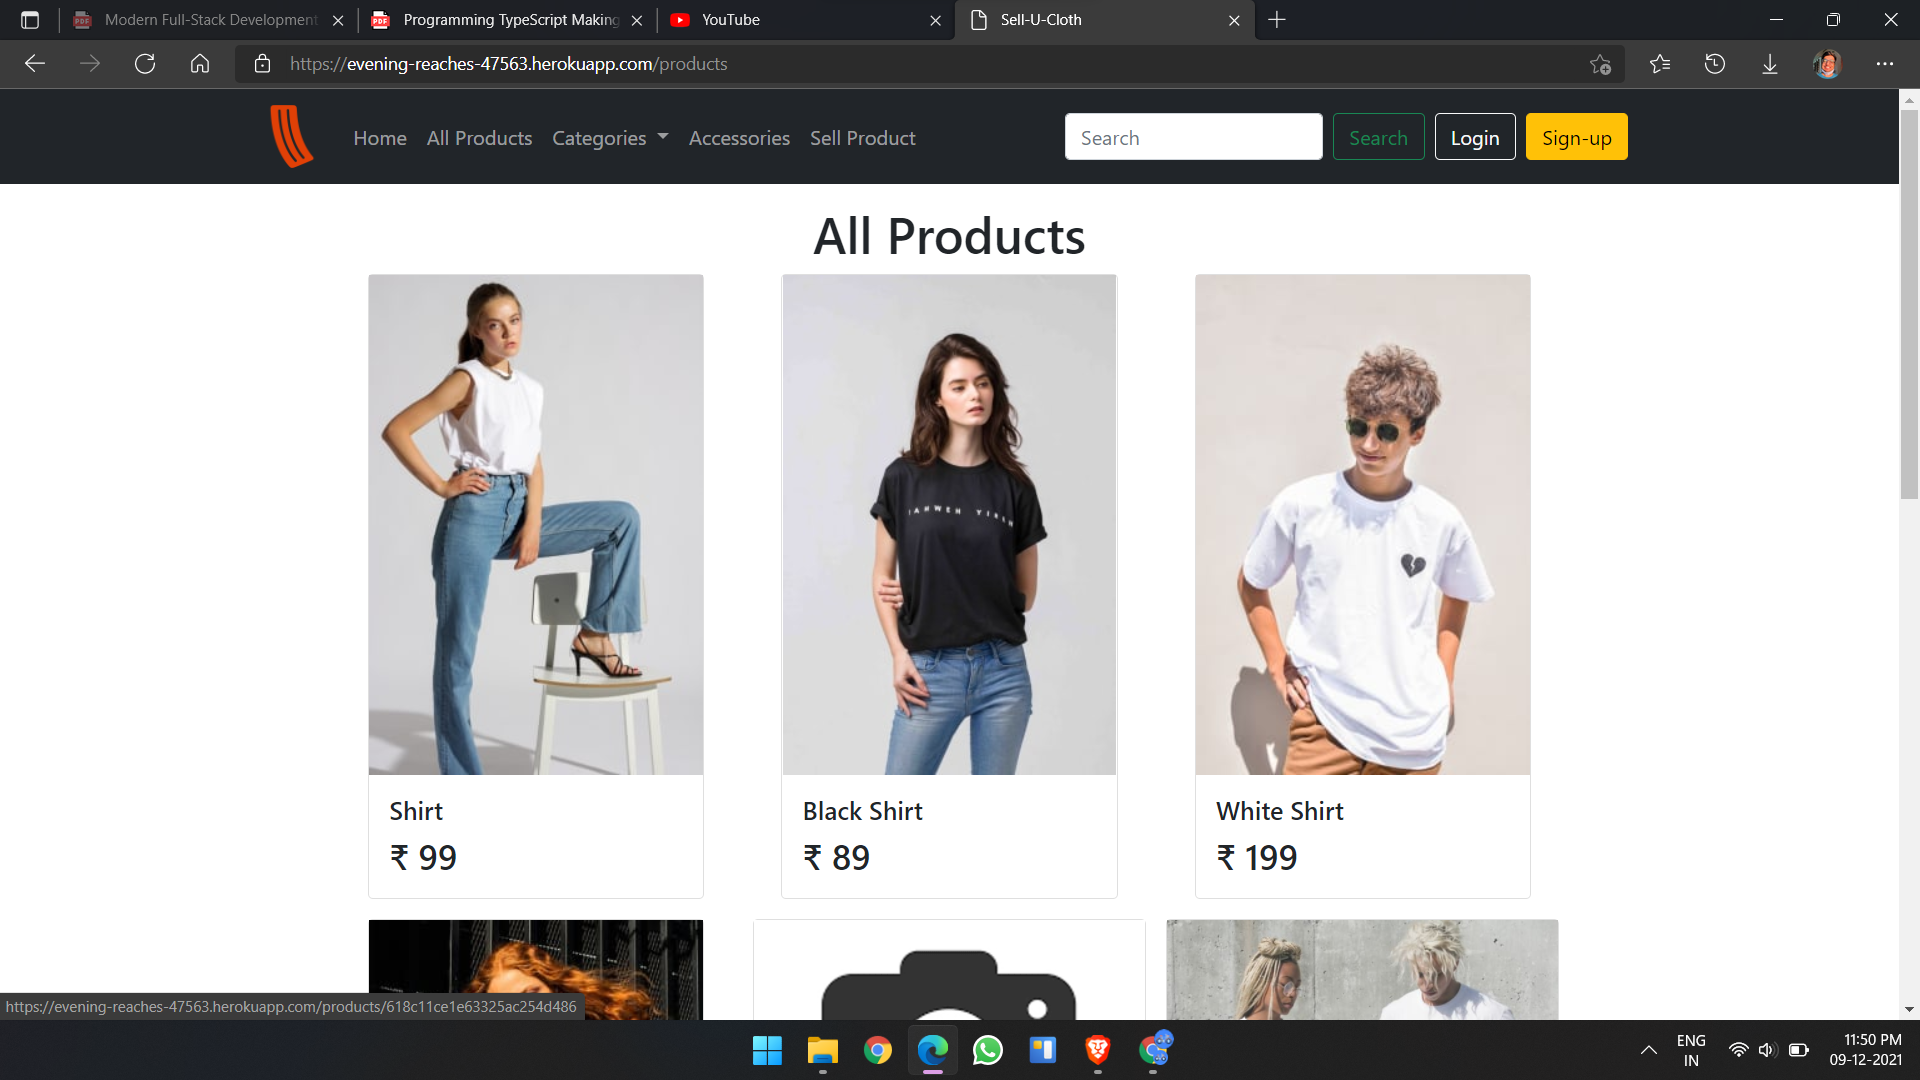 Modern Full-Stack Development
Programming TypeScript Making
YouTube
Sell-U-Cloth
https://evening-reaches-47563.herokuapp.com/products
Home
All Products
Categories
Accessories
Sell Product
Search
Search
Login
Sign-up
All Products
Shirt
₹ 99
Black Shirt
₹ 89
White Shirt
₹ 199
https://evening-reaches-47563.herokuapp.com/products/618c11ce1e63325ac254d486
ENG
IN
11:50 PM
09-12-2021